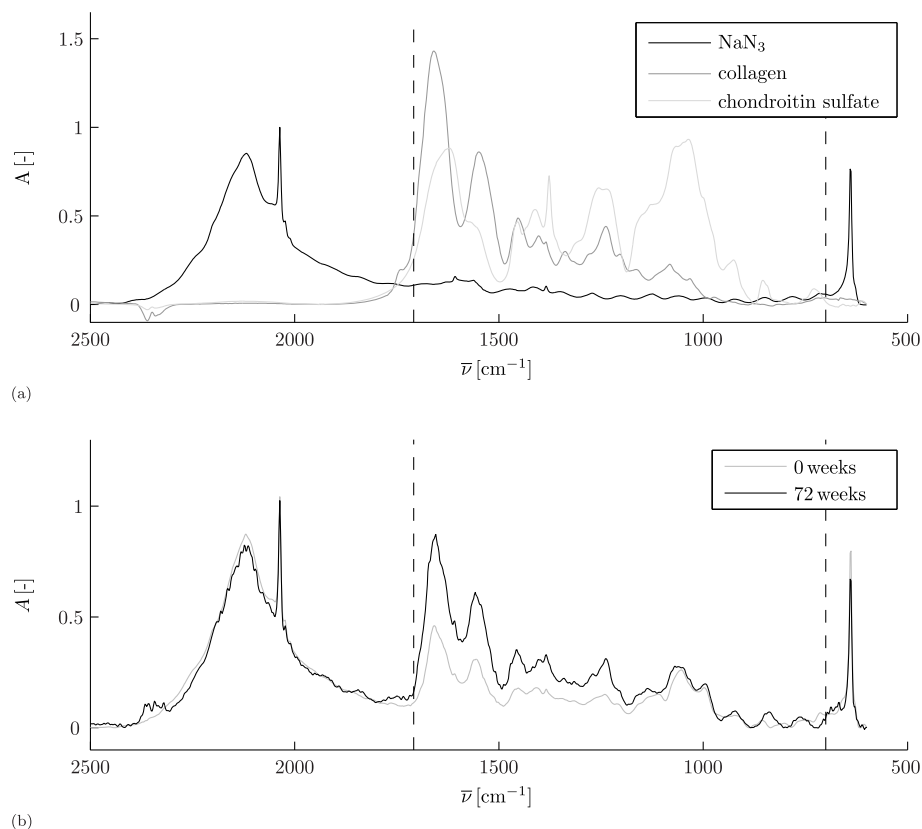 1.5
1
0.5
0
A [-]
NaN₃
collagen
chondroitin sulfate
2500 2000 1500 1000 500
ν̅ [cm⁻¹]
(a)
1
0.5
0
A [-]
0 weeks
72 weeks
2500 2000 1500 1000 500
ν̅ [cm⁻¹]
(b)